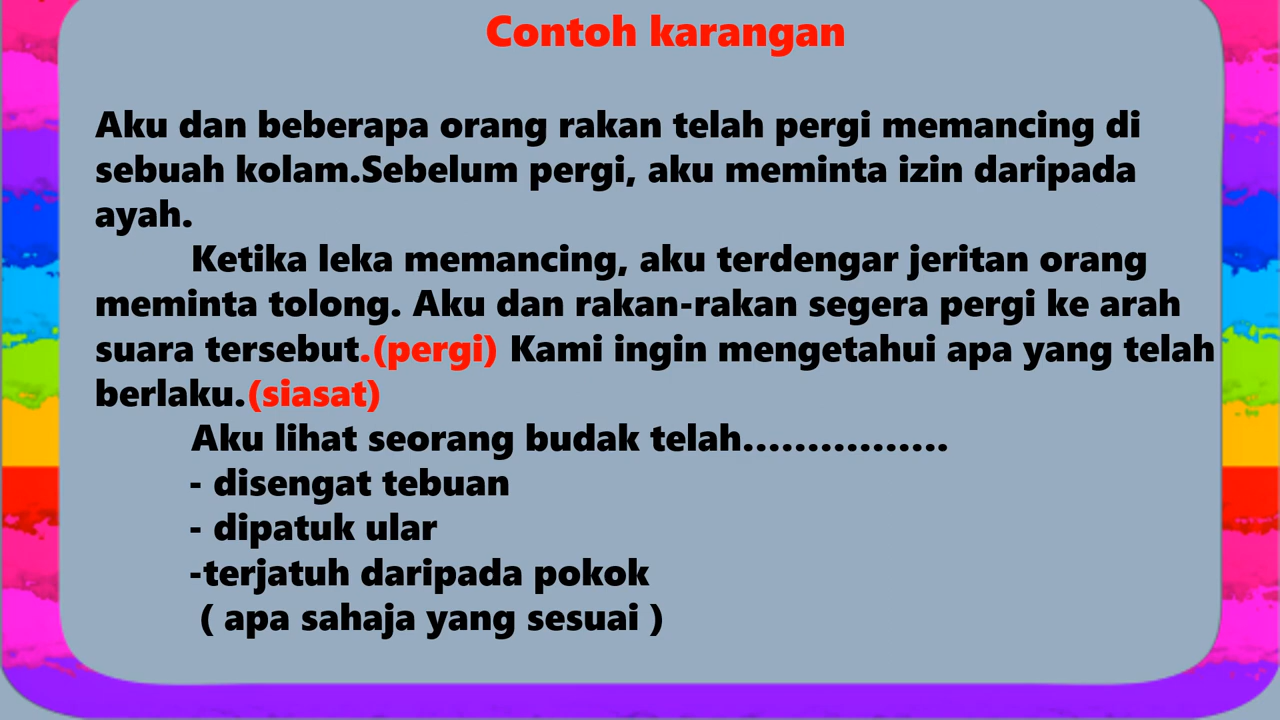 Contoh karangan
Aku dan beberapa orang rakan telah pergi memancing di
sebuah kolam.Sebelum pergi, aku meminta izin daripada
ayah.
Ketika leka memancing, aku terdengar jeritan orang
meminta tolong. Aku dan rakan-rakan segera pergi ke arah
suara tersebut.(pergi) Kami ingin mengetahui apa yang telah
berlaku.(siasat)
Aku lihat seorang budak telah................
- disengat tebuan
- dipatuk ular
-terjatuh daripada pokok
( apa sahaja yang sesuai )